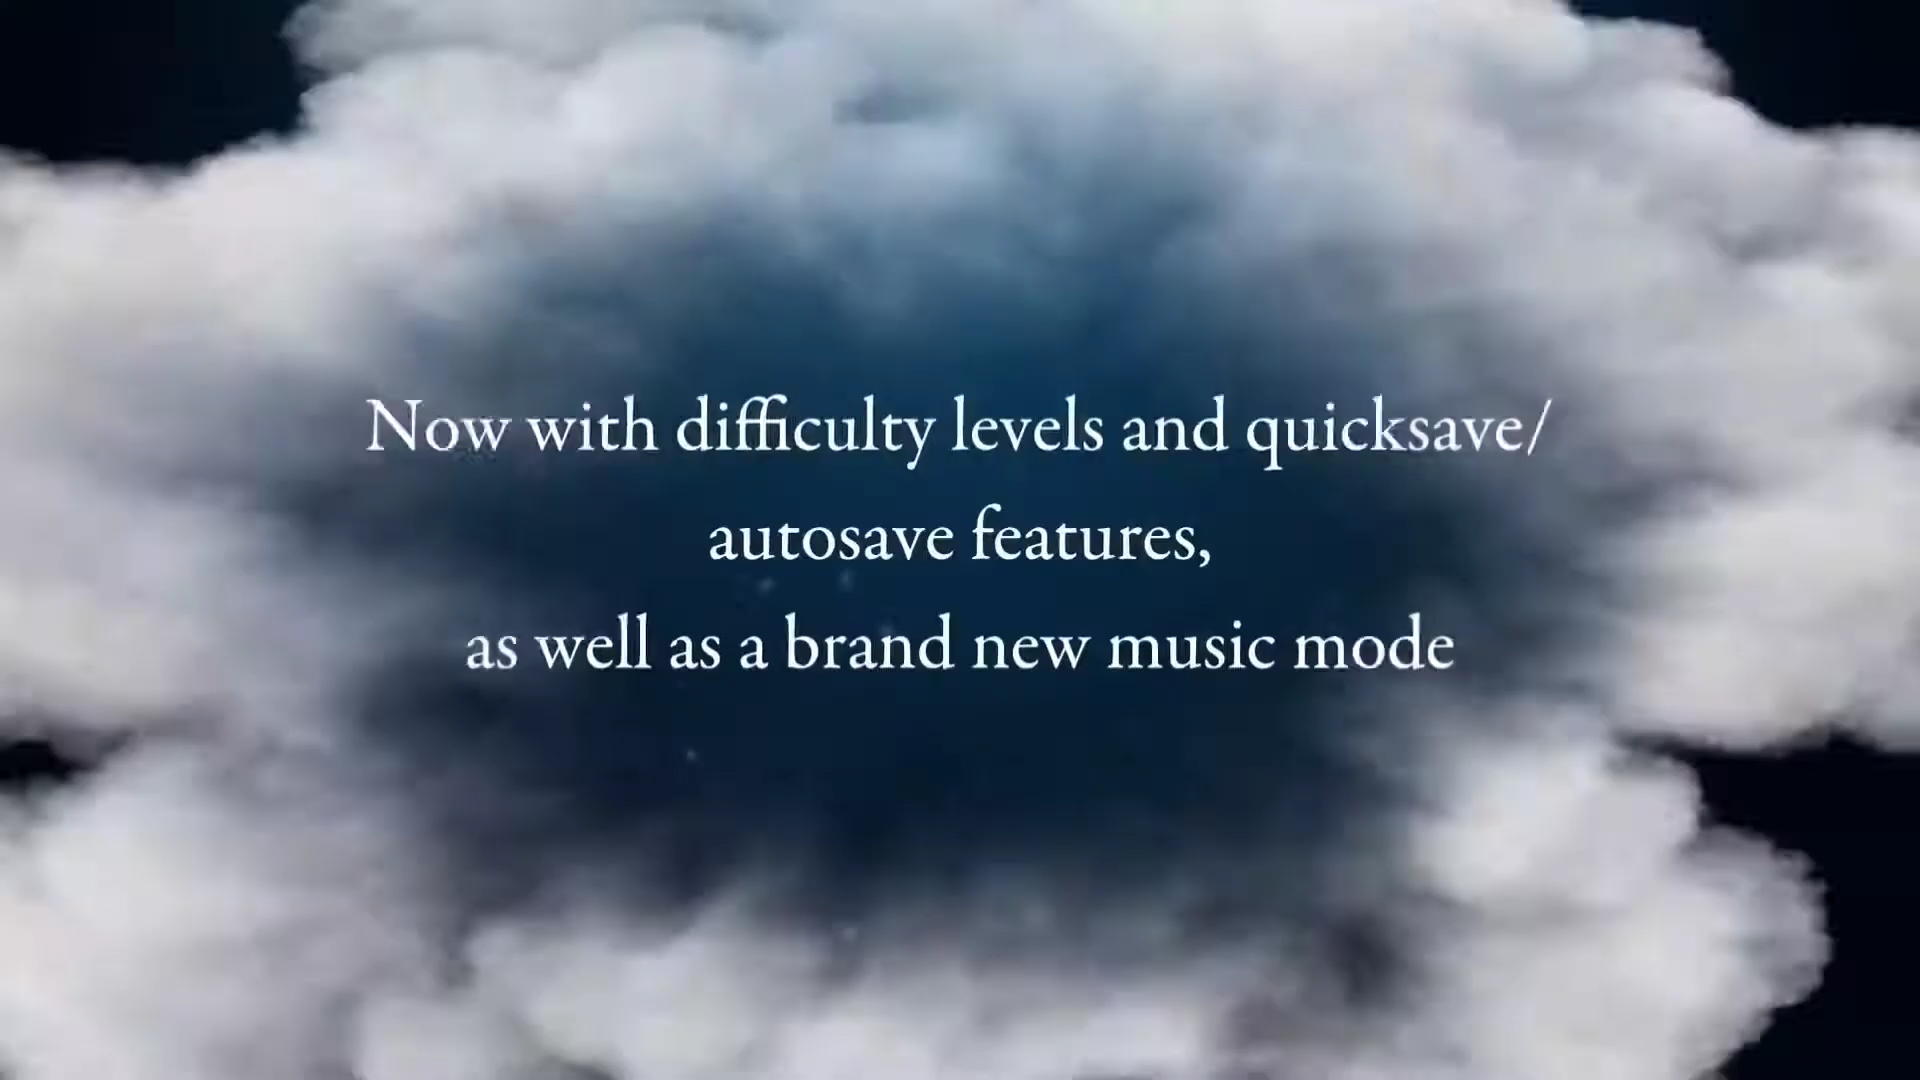 Now with difficulty levels and quicksave/
autosave features,
as well as a brand new music mode